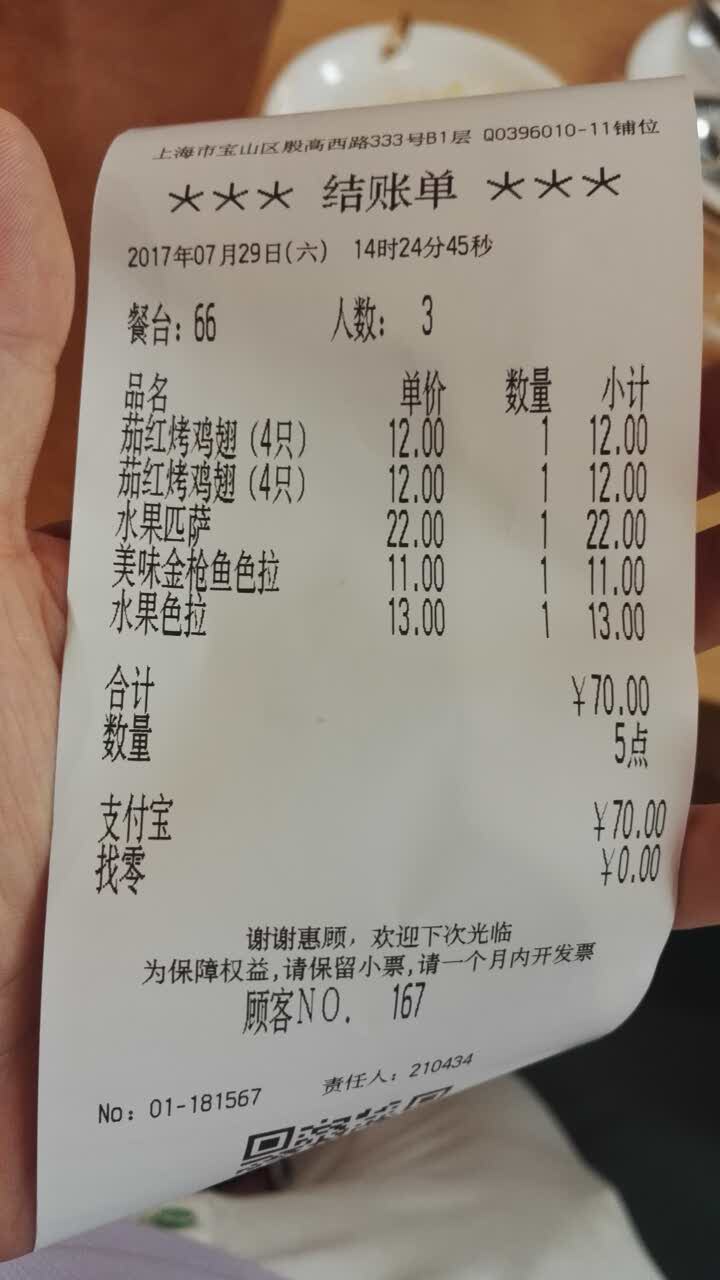 上海市宝山区殷高西路333号B1层 Q0396010-11铺位
*** 结账单 ***
2017年07月29日(六) 14时24分45秒
餐台: 66 人数: 3
品名 单价 数量 小计
茄红烤鸡翅 (4只) 12.00 1 12.00
茄红烤鸡翅 (4只) 12.00 1 12.00
水果匹萨 22.00 1 22.00
美味金枪鱼色拉 11.00 1 11.00
水果色拉 13.00 1 13.00
合计 ¥70.00
数量 5点
支付宝 ¥70.00
找零 ¥0.00
谢谢惠顾，欢迎下次光临
为保障权益,请保留小票,请一个月内开发票
顾客NO. 167
No: 01-181567 责任人: 210434